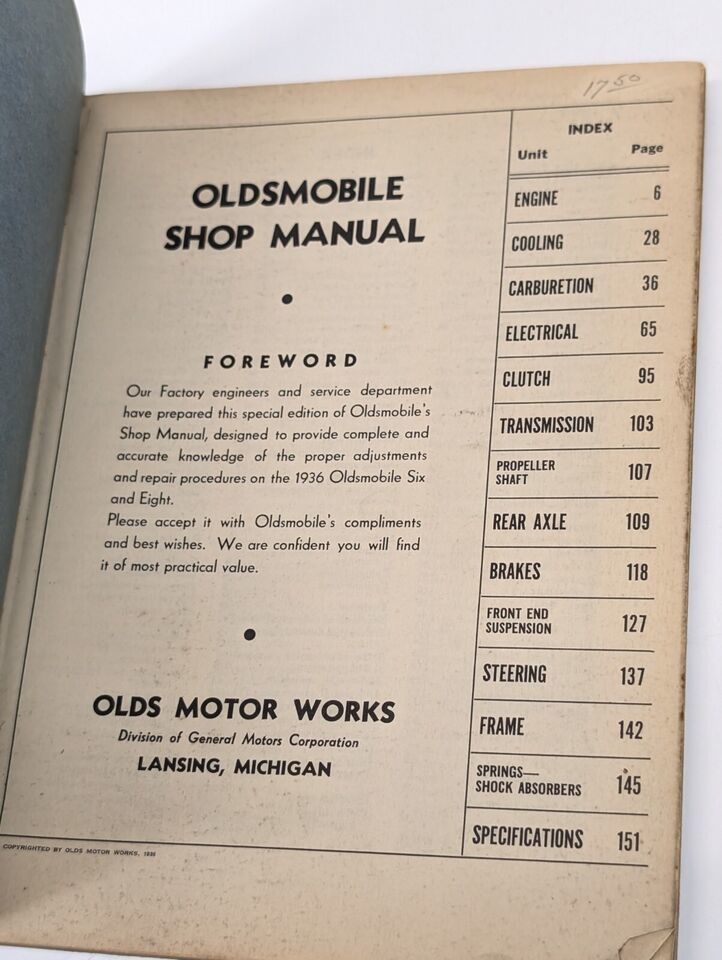 17 50
OLDSMOBILE
SHOP MANUAL
FOREWORD
Our Factory engineers and service department
have prepared this special edition of Oldsmobile's
Shop Manual, designed to provide complete and
accurate knowledge of the proper adjustments
and repair procedures on the 1936 Oldsmobile Six
and Eight.
Please accept it with Oldsmobile's compliments
and best wishes. We are confident you will find
it of most practical value.
OLDS MOTOR WORKS
Division of General Motors Corporation
LANSING, MICHIGAN
INDEX
Unit Page
ENGINE 6
COOLING 28
CARBURETION 36
ELECTRICAL 65
CLUTCH 95
TRANSMISSION 103
PROPELLER
SHAFT 107
REAR AXLE 109
BRAKES 118
FRONT END
SUSPENSION 127
STEERING 137
FRAME 142
SPRINGS—
SHOCK ABSORBERS 145
SPECIFICATIONS 151
COPYRIGHTED BY OLDS MOTOR WORKS,